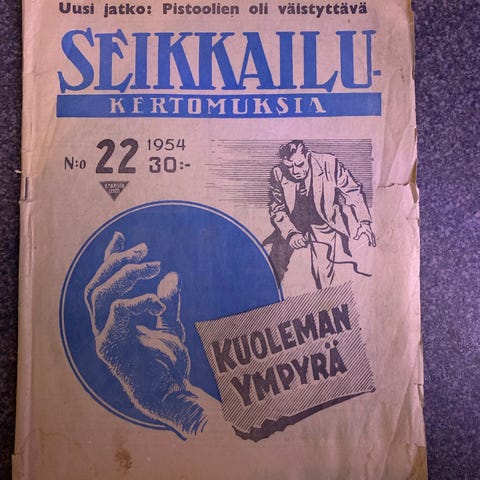 Uusi jatko: Pistoolien oli väistyttävä
SEIKKAILU-
KERTOMUKSIA
N:o 22 1954
30:-
KUOLEMAN
YMPYRÄ